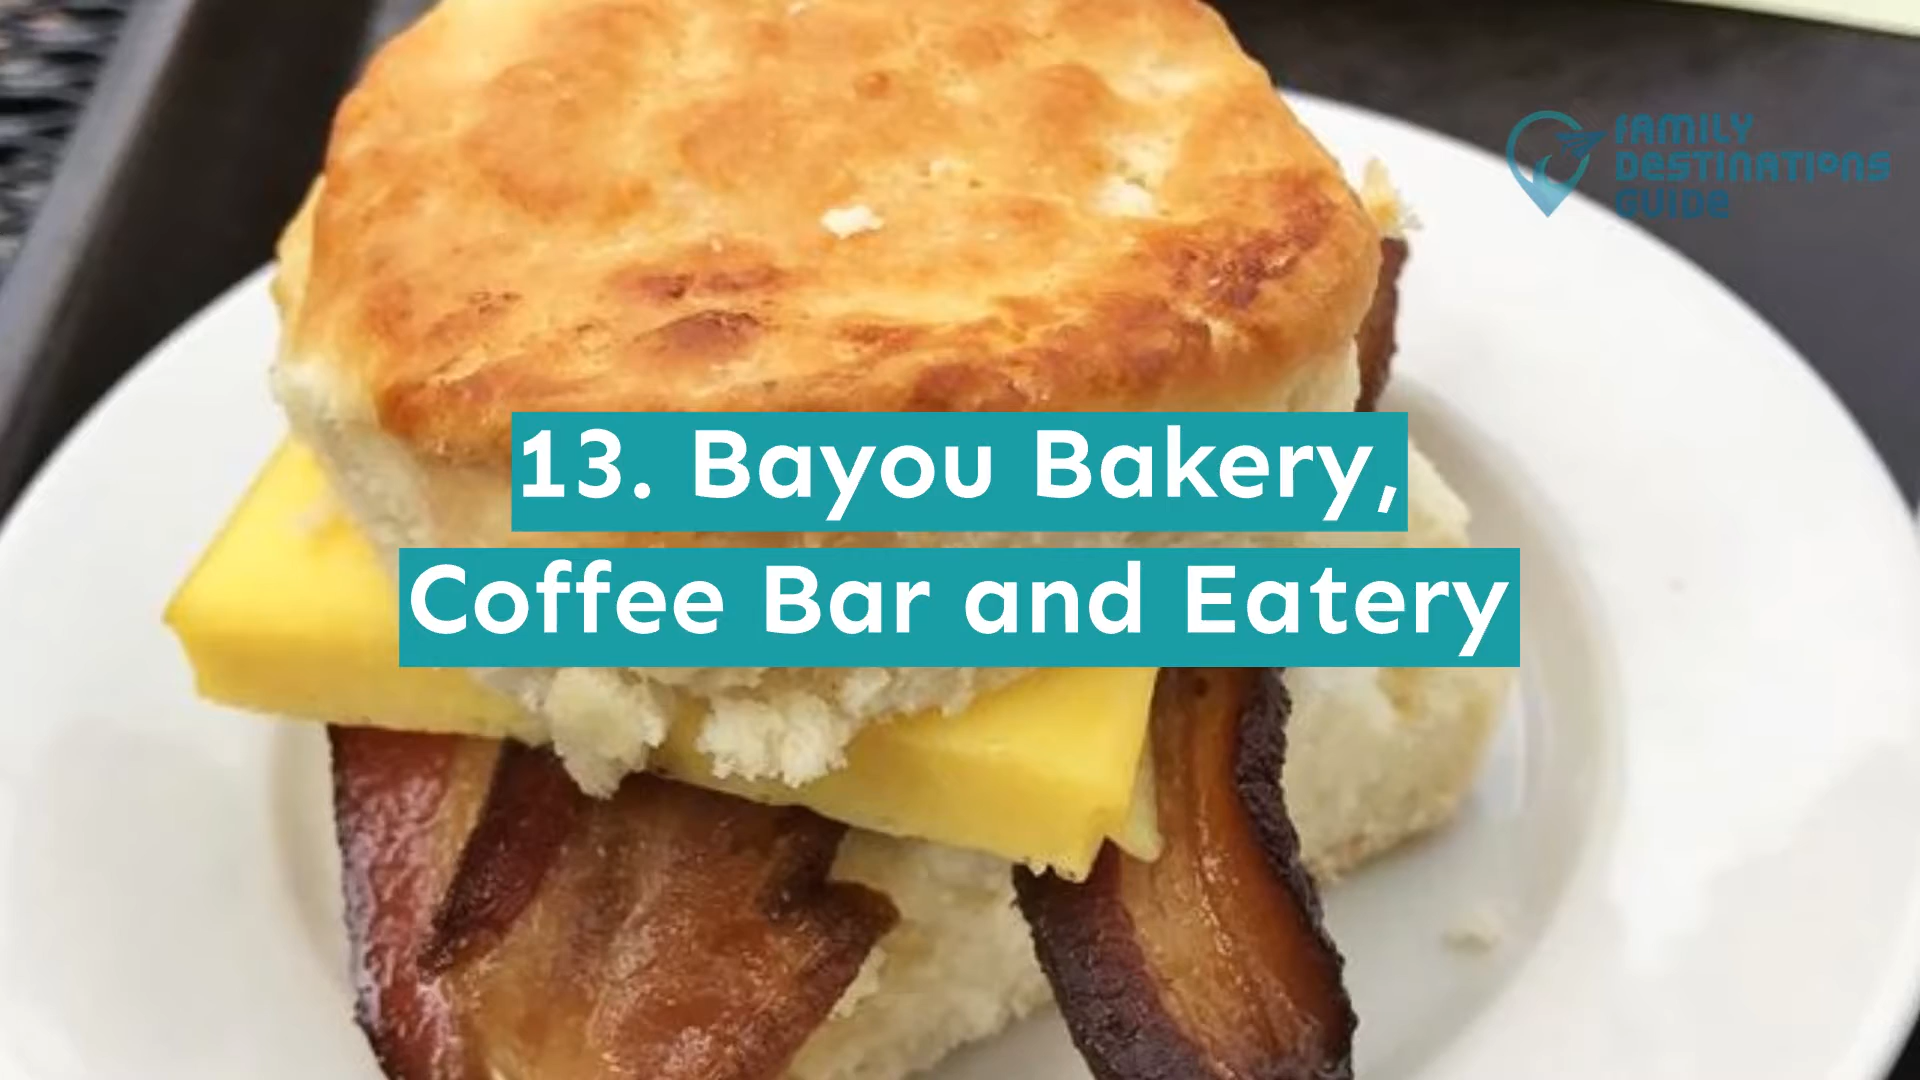 FAMILY
DESTINATIONS
GUIDE
13. Bayou Bakery,
Coffee Bar and Eatery